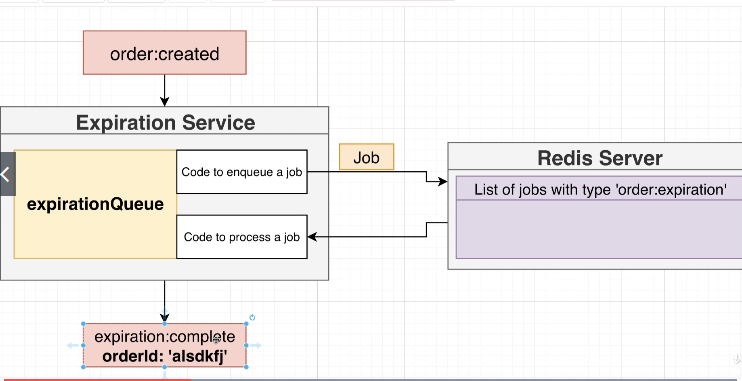 order:created
Expiration Service
expirationQueue
Code to enqueue a job
Code to process a job
Job
Redis Server
List of jobs with type 'order:expiration'
expiration:complete
orderId: 'alsdkfj'